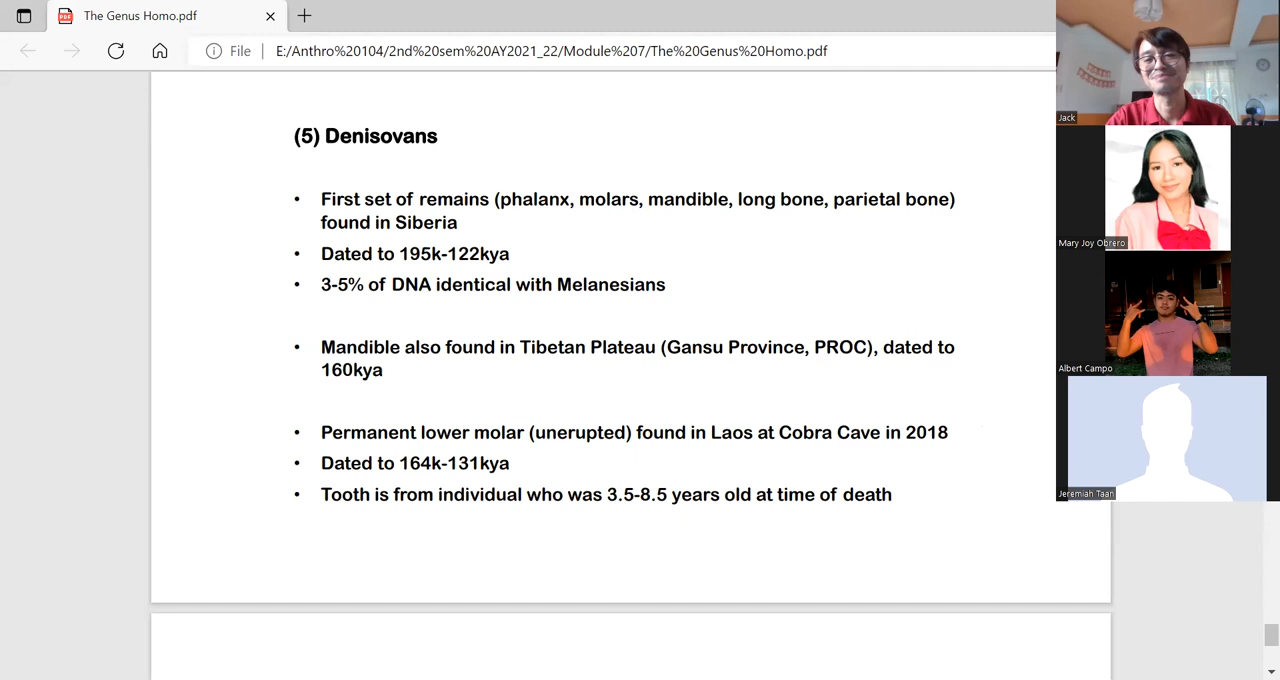 The Genus Homo.pdf
File
E:/Anthro%20104/2nd%20sem%20AY2021_22/Module%207/The%20Genus%20Homo.pdf
(5) Denisovans
• First set of remains (phalanx, molars, mandible, long bone, parietal bone)
found in Siberia
• Dated to 195k-122kya
• 3-5% of DNA identical with Melanesians
• Mandible also found in Tibetan Plateau (Gansu Province, PROC), dated to
160kya
• Permanent lower molar (unerupted) found in Laos at Cobra Cave in 2018
• Dated to 164k-131kya
• Tooth is from individual who was 3.5-8.5 years old at time of death
Jack
Mary Joy Obrero
Albert Campo
Jeremiah Taan